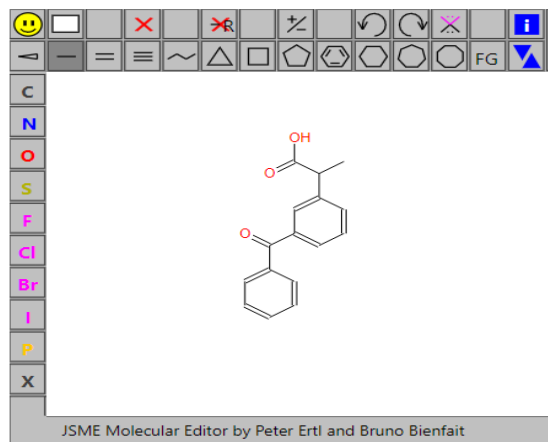 R
+/-
i
FG
C
N
O
S
F
Cl
Br
I
P
X
OH
O
O
JSME Molecular Editor by Peter Ertl and Bruno Bienfait